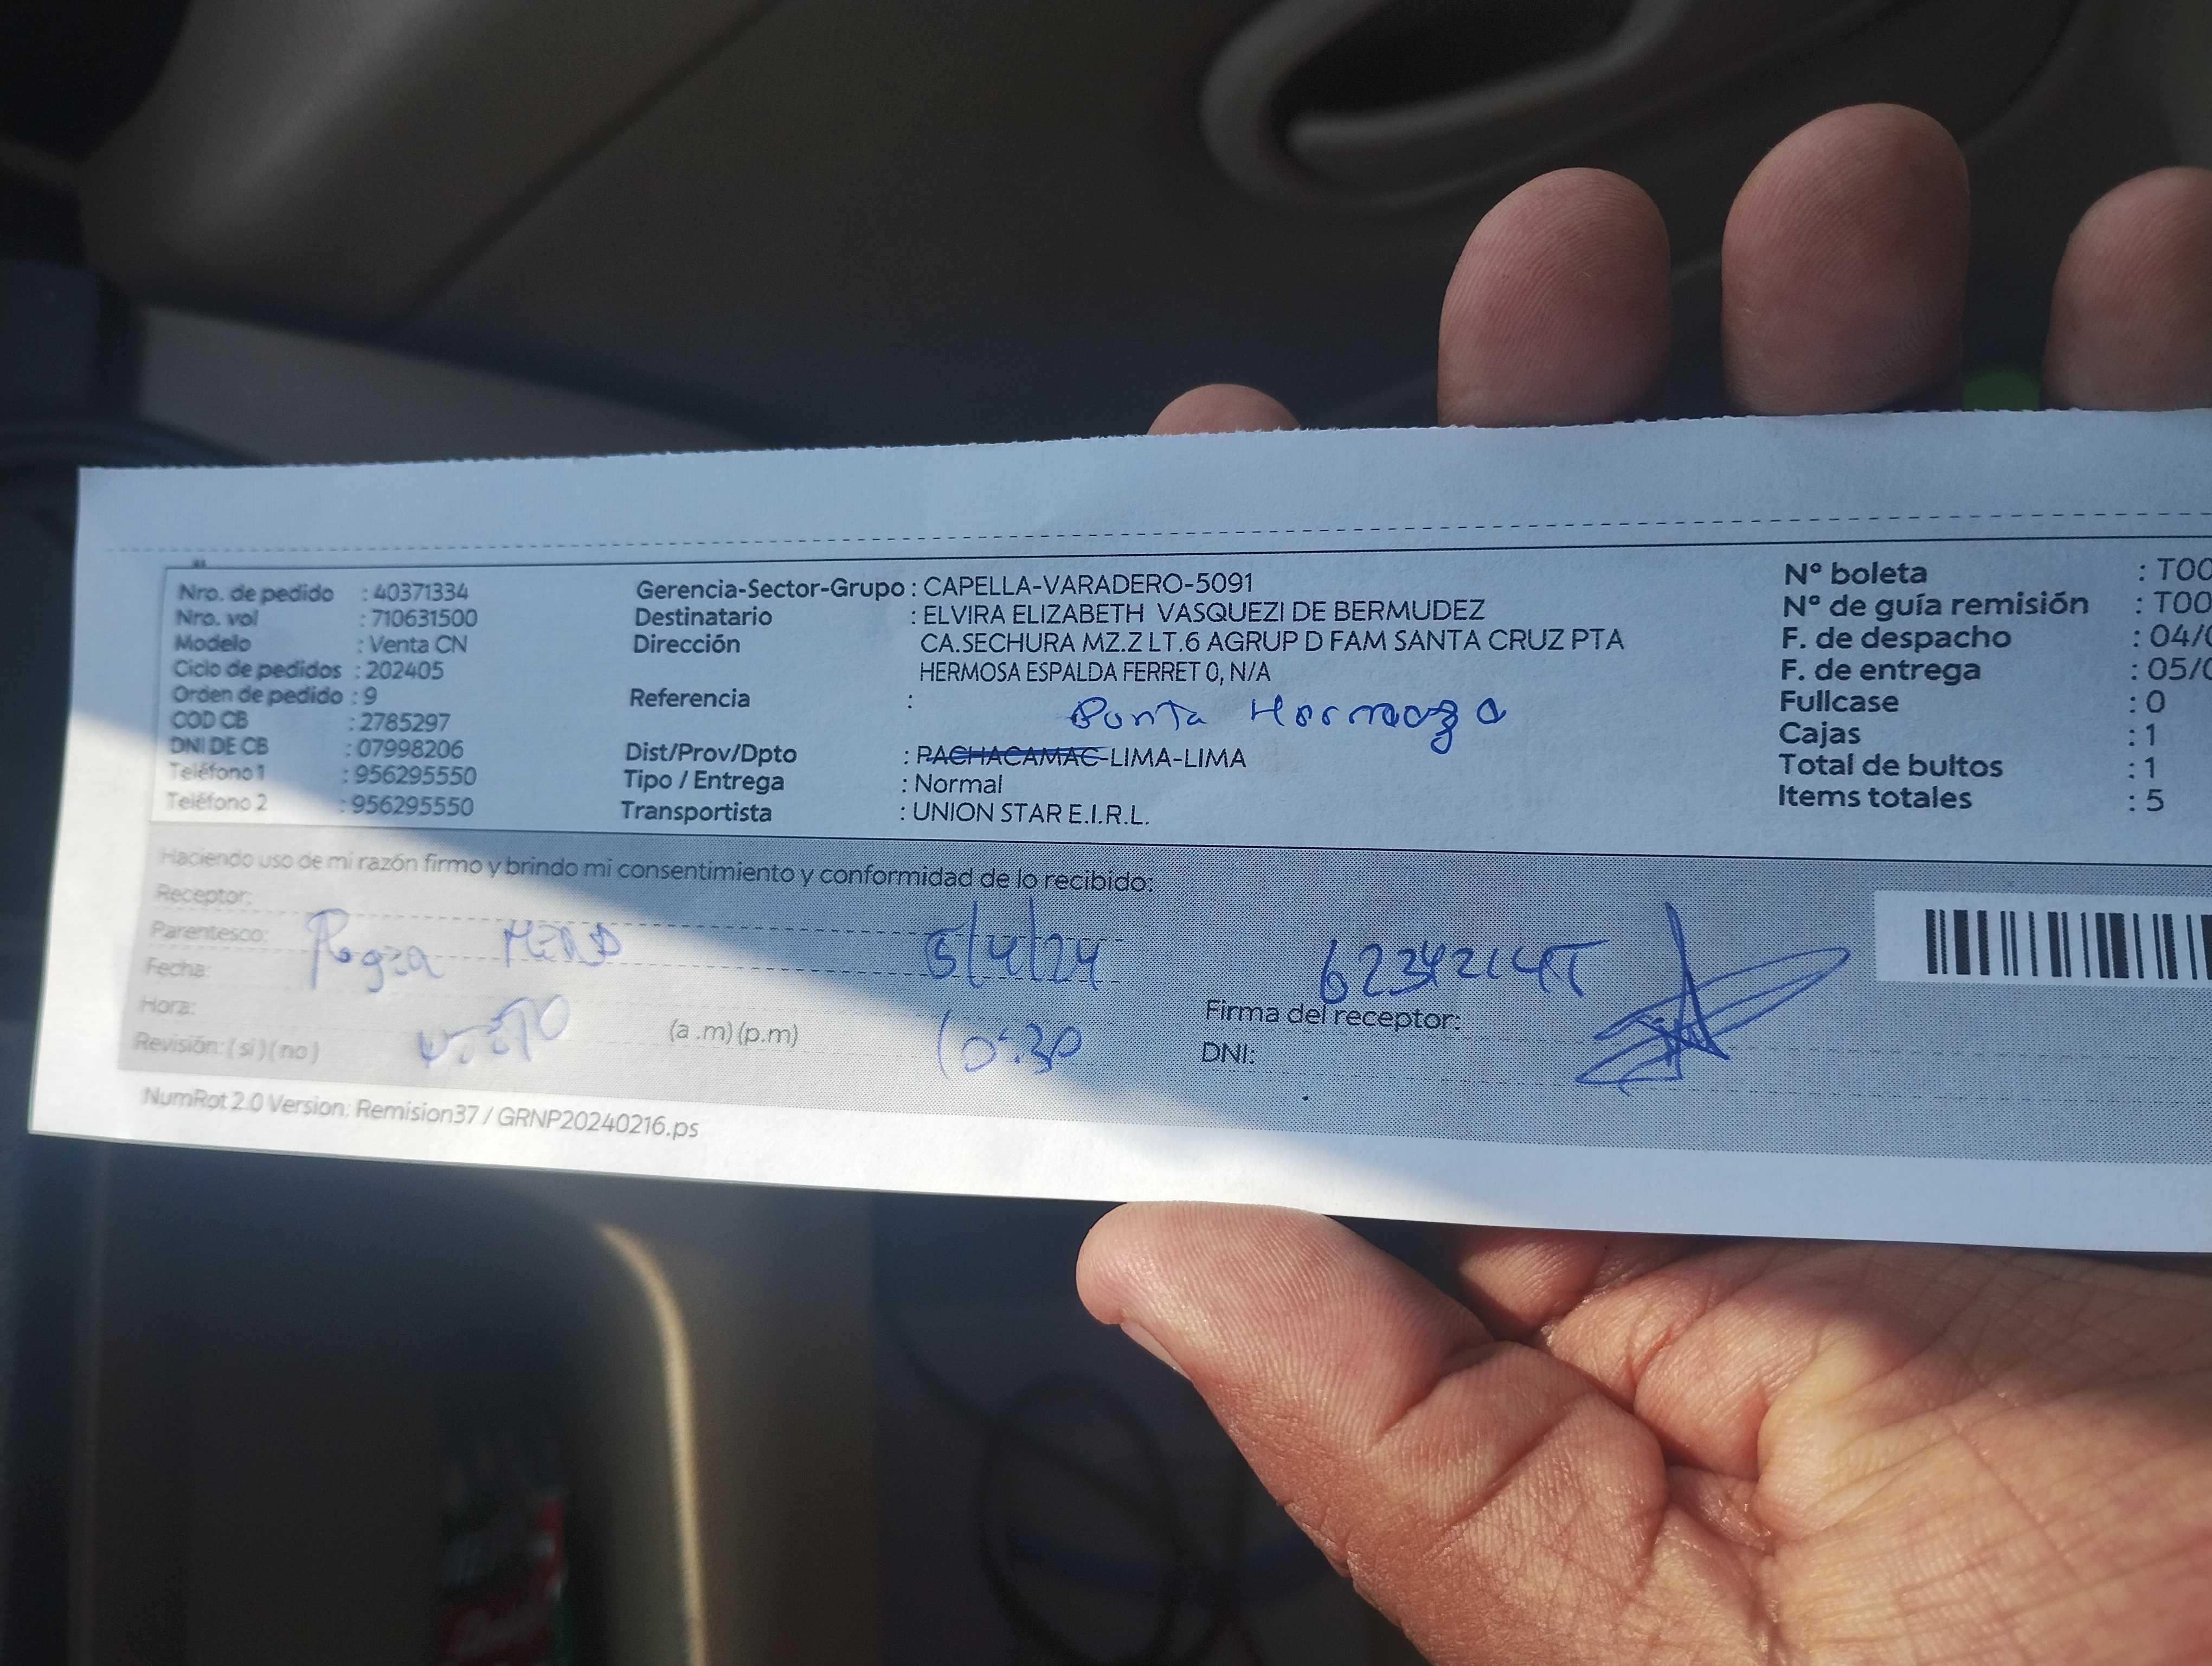 Nro. de pedido : 40371334
Nro. vol : 710631500
Modelo : Venta CN
Ciclo de pedidos : 202405
Orden de pedido : 9
COD CB : 2785297
DNI DE CB : 07998206
Teléfono 1 : 956295550
Teléfono 2 : 956295550
Gerencia-Sector-Grupo : CAPELLA-VARADERO-5091
Destinatario : ELVIRA ELIZABETH VASQUEZI DE BERMUDEZ
Dirección CA.SECHURA MZ.Z LT.6 AGRUP D FAM SANTA CRUZ PTA
HERMOSA ESPALDA FERRET 0, N/A
Referencia :
Punta Hermoza
Dist/Prov/Dpto : PACHACAMAC-LIMA-LIMA
Tipo / Entrega : Normal
Transportista : UNION STAR E.I.R.L.
Nº boleta : T00
Nº de guía remisión : T00
F. de despacho : 04/0
F. de entrega : 05/0
Fullcase : 0
Cajas : 1
Total de bultos : 1
Items totales : 5
Haciendo uso de mi razón firmo y brindo mi consentimiento y conformidad de lo recibido:
Receptor:
Parentesco:
Fecha: 5/4/24
Hora: (a .m) (p.m) 10:30
Revisión: ( si ) ( no )
Firma del receptor:
DNI:
NumRot 2.0 Version: Remision37 / GRNP20240216.ps